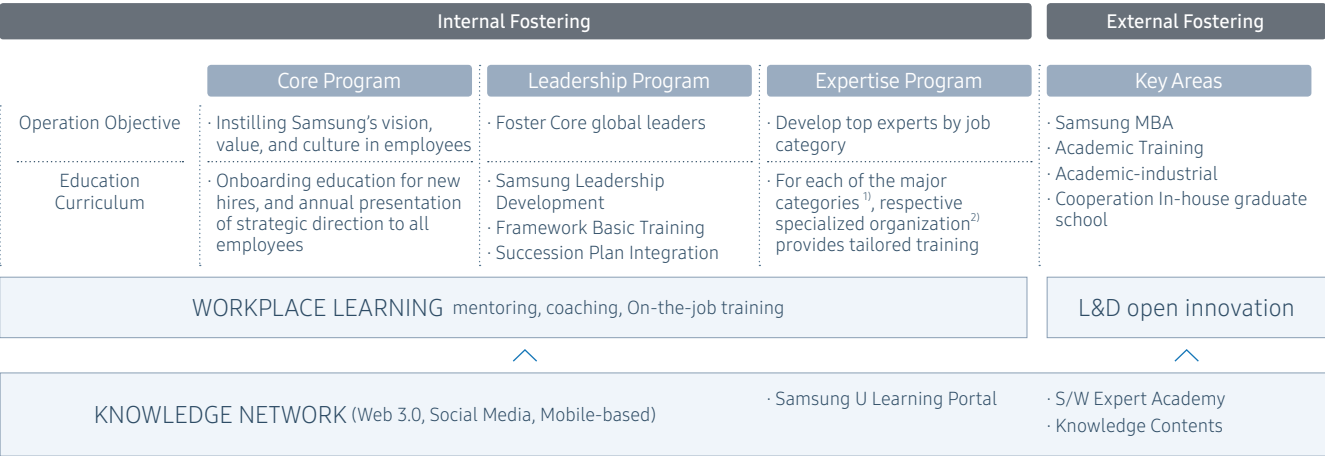 Internal Fostering
External Fostering
Core Program
Leadership Program
Expertise Program
Key Areas
Operation Objective
· Instilling Samsung's vision,
value, and culture in employees
· Foster Core global leaders
· Develop top experts by job
category
· Samsung MBA
· Academic Training
· Academic-industrial
· Cooperation In-house graduate
school
Education
Curriculum
· Onboarding education for new
hires, and annual presentation
of strategic direction to all
employees
· Samsung Leadership
Development
· Framework Basic Training
· Succession Plan Integration
· For each of the major
categories 1), respective
specialized organization2)
provides tailored training
WORKPLACE LEARNING mentoring, coaching, On-the-job training
L&D open innovation
KNOWLEDGE NETWORK (Web 3.0, Social Media, Mobile-based)
· Samsung U Learning Portal
· S/W Expert Academy
· Knowledge Contents